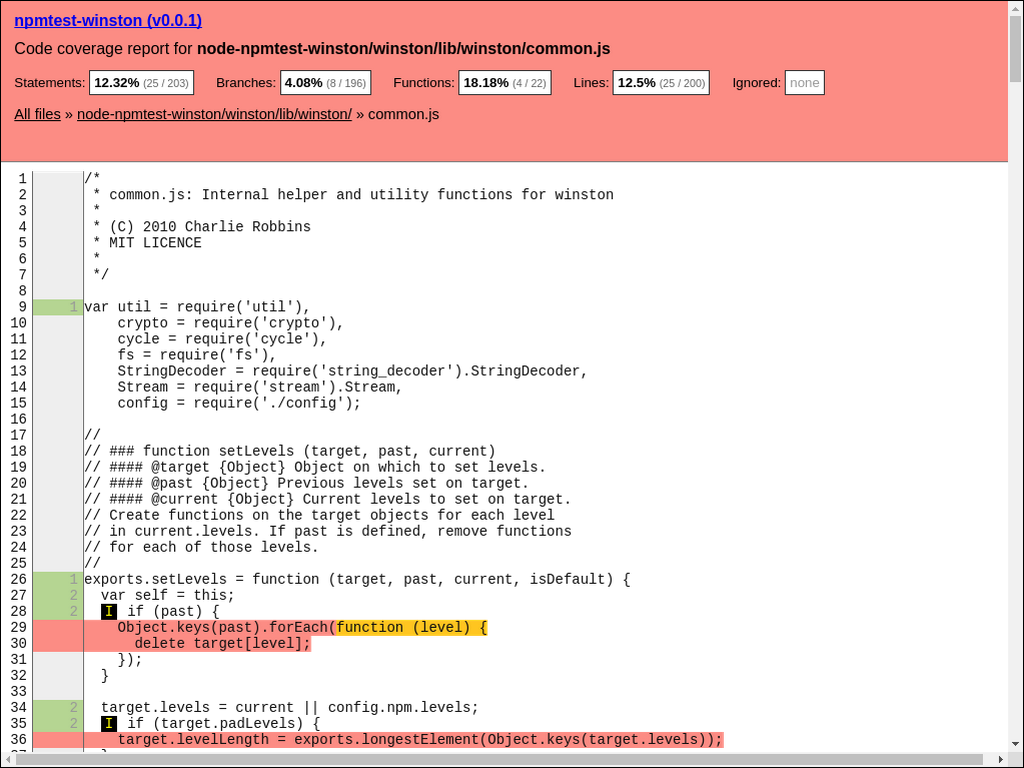 npmtest-winston (v0.0.1)
Code coverage report for node-npmtest-winston/winston/lib/winston/common.js
Statements: 12.32% (25 / 203) Branches: 4.08% (8 / 196) Functions: 18.18% (4 / 22) Lines: 12.5% (25 / 200) Ignored: none
All files » node-npmtest-winston/winston/lib/winston/ » common.js
1 /*
2 * common.js: Internal helper and utility functions for winston
3 *
4 * (C) 2010 Charlie Robbins
5 * MIT LICENCE
6 *
7 */
8
9 1 var util = require('util'),
10 crypto = require('crypto'),
11 cycle = require('cycle'),
12 fs = require('fs'),
13 StringDecoder = require('string_decoder').StringDecoder,
14 Stream = require('stream').Stream,
15 config = require('./config');
16
17 //
18 // ### function setLevels (target, past, current)
19 // #### @target {Object} Object on which to set levels.
20 // #### @past {Object} Previous levels set on target.
21 // #### @current {Object} Current levels to set on target.
22 // Create functions on the target objects for each level
23 // in current.levels. If past is defined, remove functions
24 // for each of those levels.
25 //
26 1 exports.setLevels = function (target, past, current, isDefault) {
27 2 var self = this;
28 2 I if (past) {
29 Object.keys(past).forEach(function (level) {
30 delete target[level];
31 });
32 }
33
34 2 target.levels = current || config.npm.levels;
35 2 I if (target.padLevels) {
36 target.levelLength = exports.longestElement(Object.keys(target.levels));